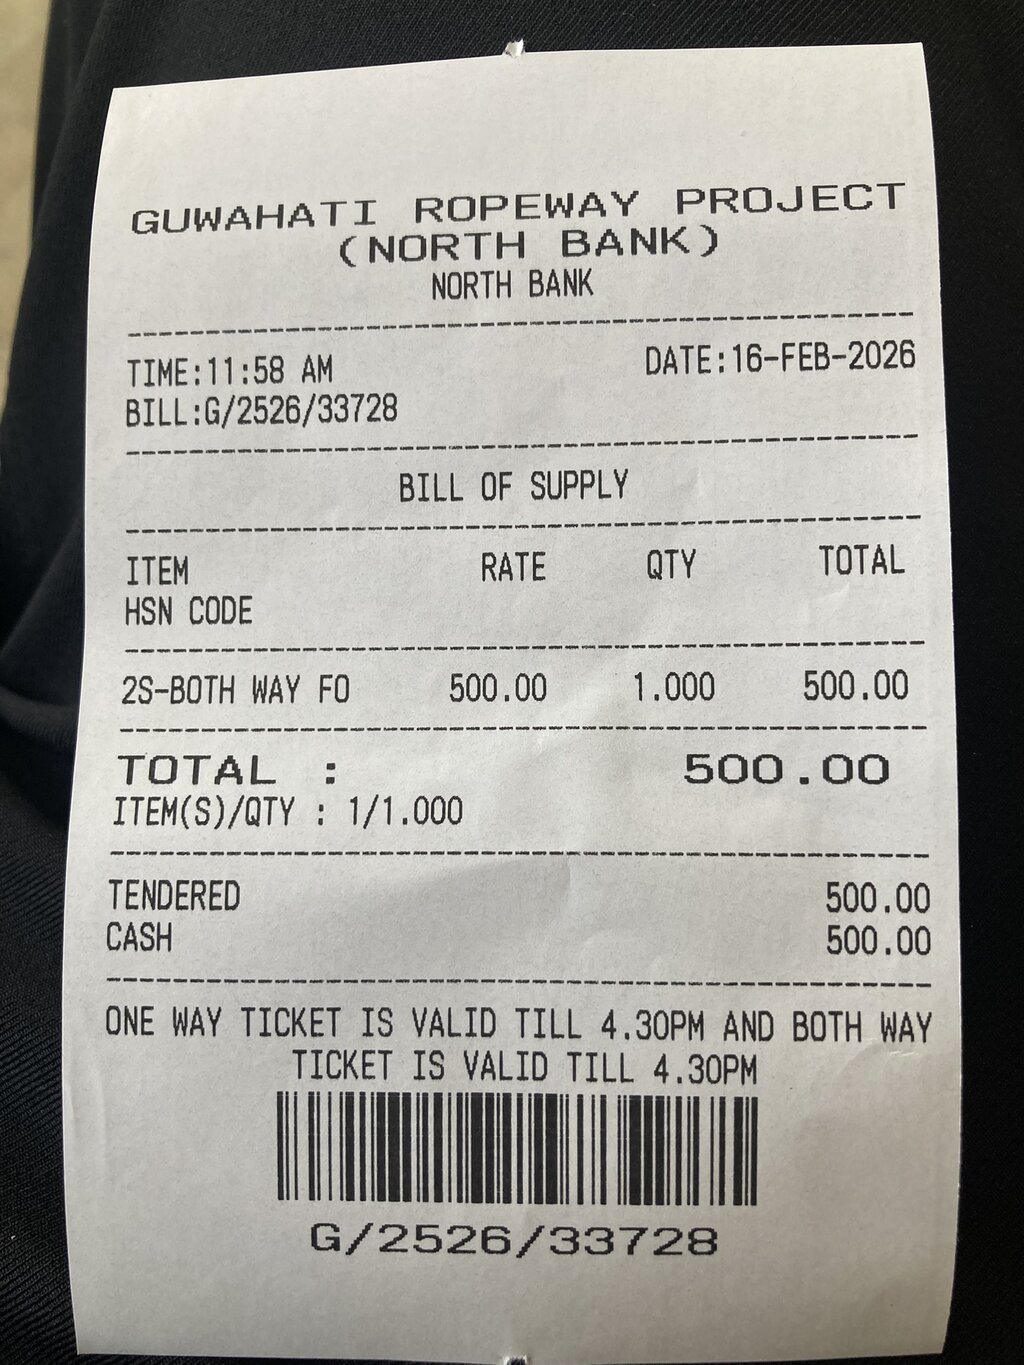 GUWAHATI ROPEWAY PROJECT
(NORTH BANK)
NORTH BANK
TIME:11:58 AM DATE:16-FEB-2026
BILL:G/2526/33728
BILL OF SUPPLY
ITEM RATE QTY TOTAL
HSN CODE
2S-BOTH WAY FO 500.00 1.000 500.00
TOTAL : 500.00
ITEM(S)/QTY : 1/1.000
TENDERED 500.00
CASH 500.00
ONE WAY TICKET IS VALID TILL 4.30PM AND BOTH WAY
TICKET IS VALID TILL 4.30PM
G/2526/33728